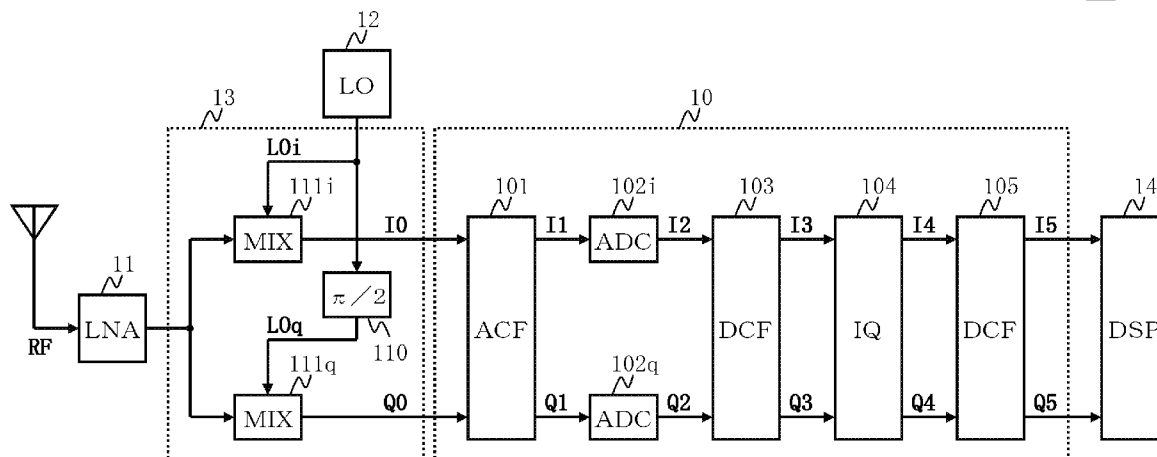 12
LO
13
10
LOi
111i
MIX
I0
101
I1
102i
ADC
I2
103
I3
104
I4
105
I5
14
π/2
110
LOq
11
LNA
RF
ACF
DCF
IQ
DCF
DSP
111q
MIX
Q0
Q1
102q
ADC
Q2
Q3
Q4
Q5